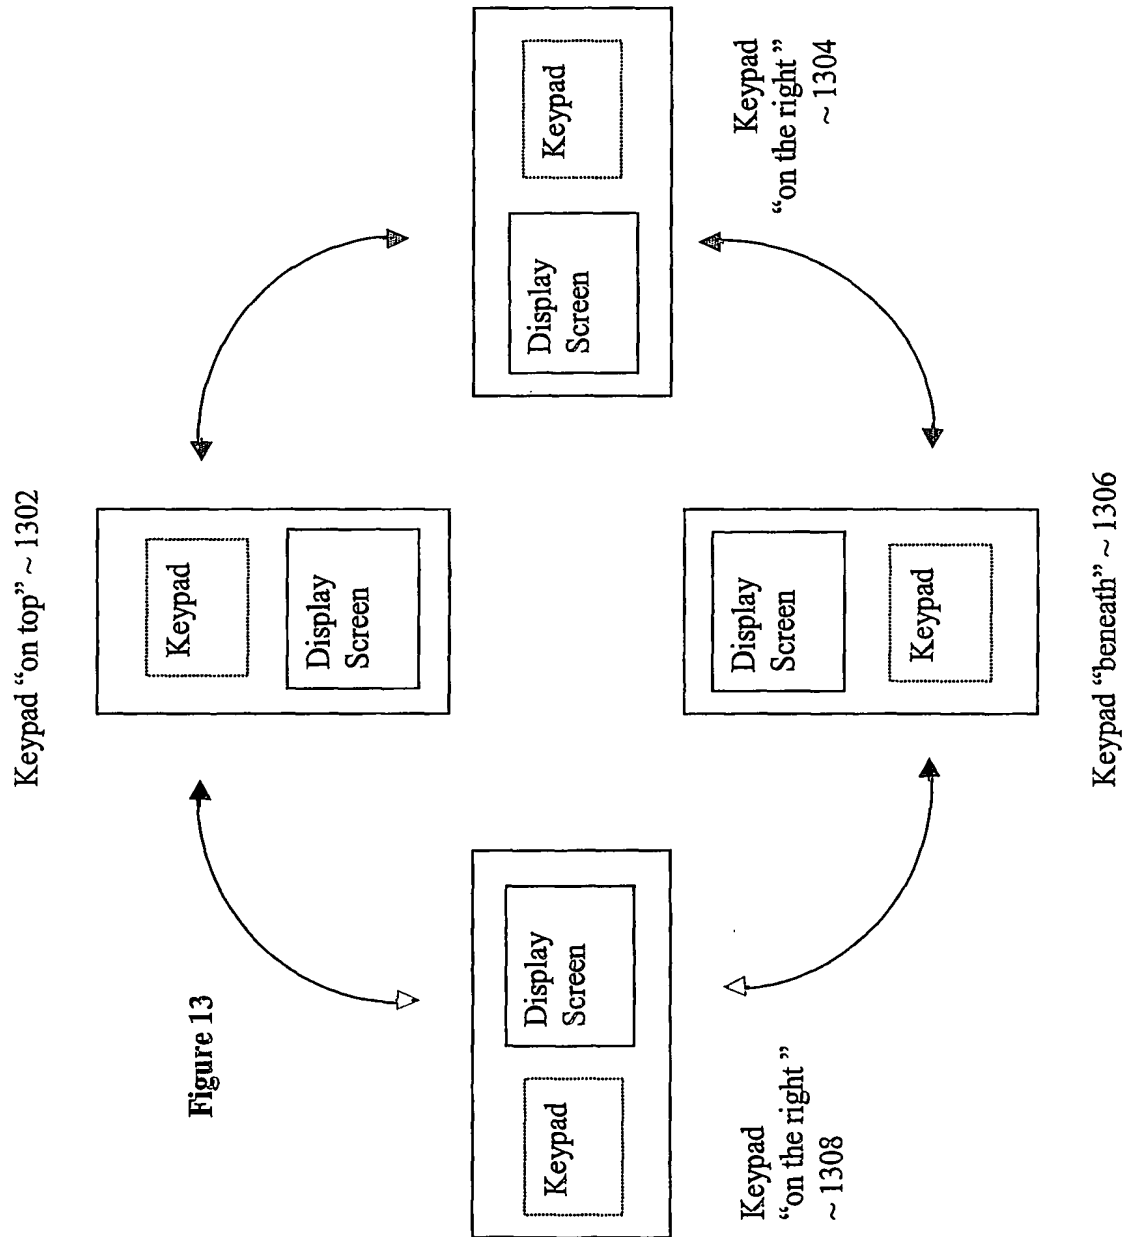 Keypad “on top” ~ 1302
Figure 13
Keypad
Display
Screen
Keypad
Display
Screen
Keypad
“on the right”
~ 1308
Display
Screen
Keypad
Keypad
“on the right”
~ 1304
Display
Screen
Keypad
Keypad “beneath” ~ 1306